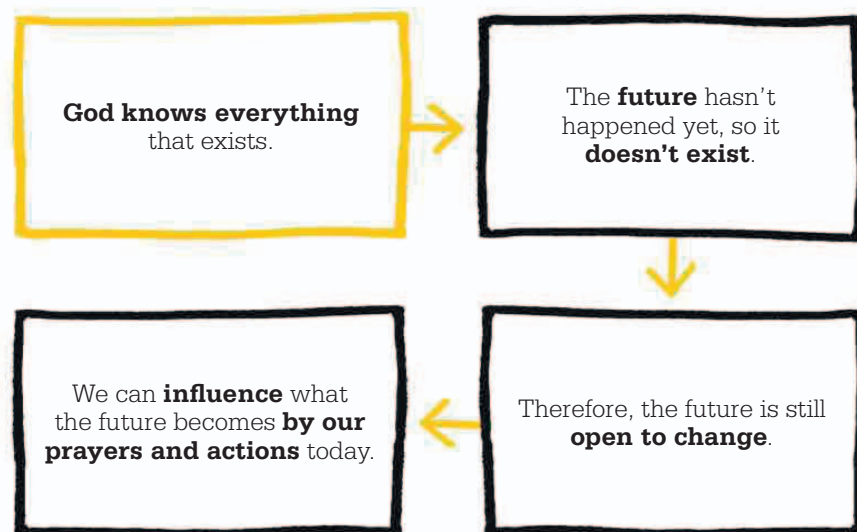 God knows everything
that exists.
The future hasn't
happened yet, so it
doesn't exist.
Therefore, the future is still
open to change.
We can influence what
the future becomes by our
prayers and actions today.